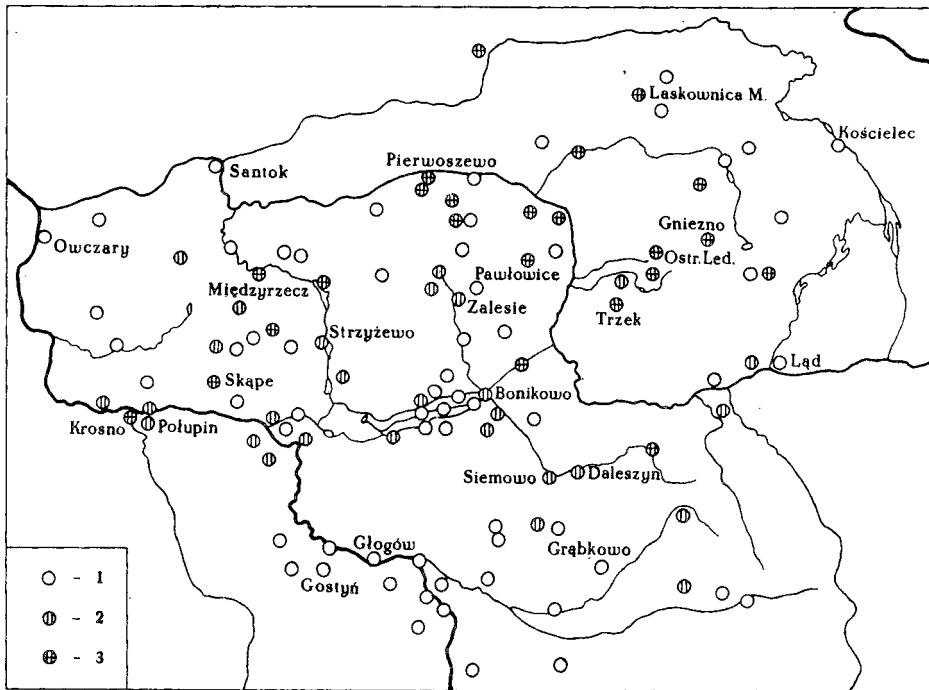 Laskownica M.
Kościelec
Pierwoszewo
Santok
Owczary
Gniezno
Ostr. Led.
Pawłowice
Międzyrzecz
Zalesie
Trzek
Strzyżewo
Ląd
Skąpe
Bonikowo
Krosno
Połupin
Siemowo
Daleszyn
Głogów
Grąbkowo
Gostyń
- 1
- 2
- 3